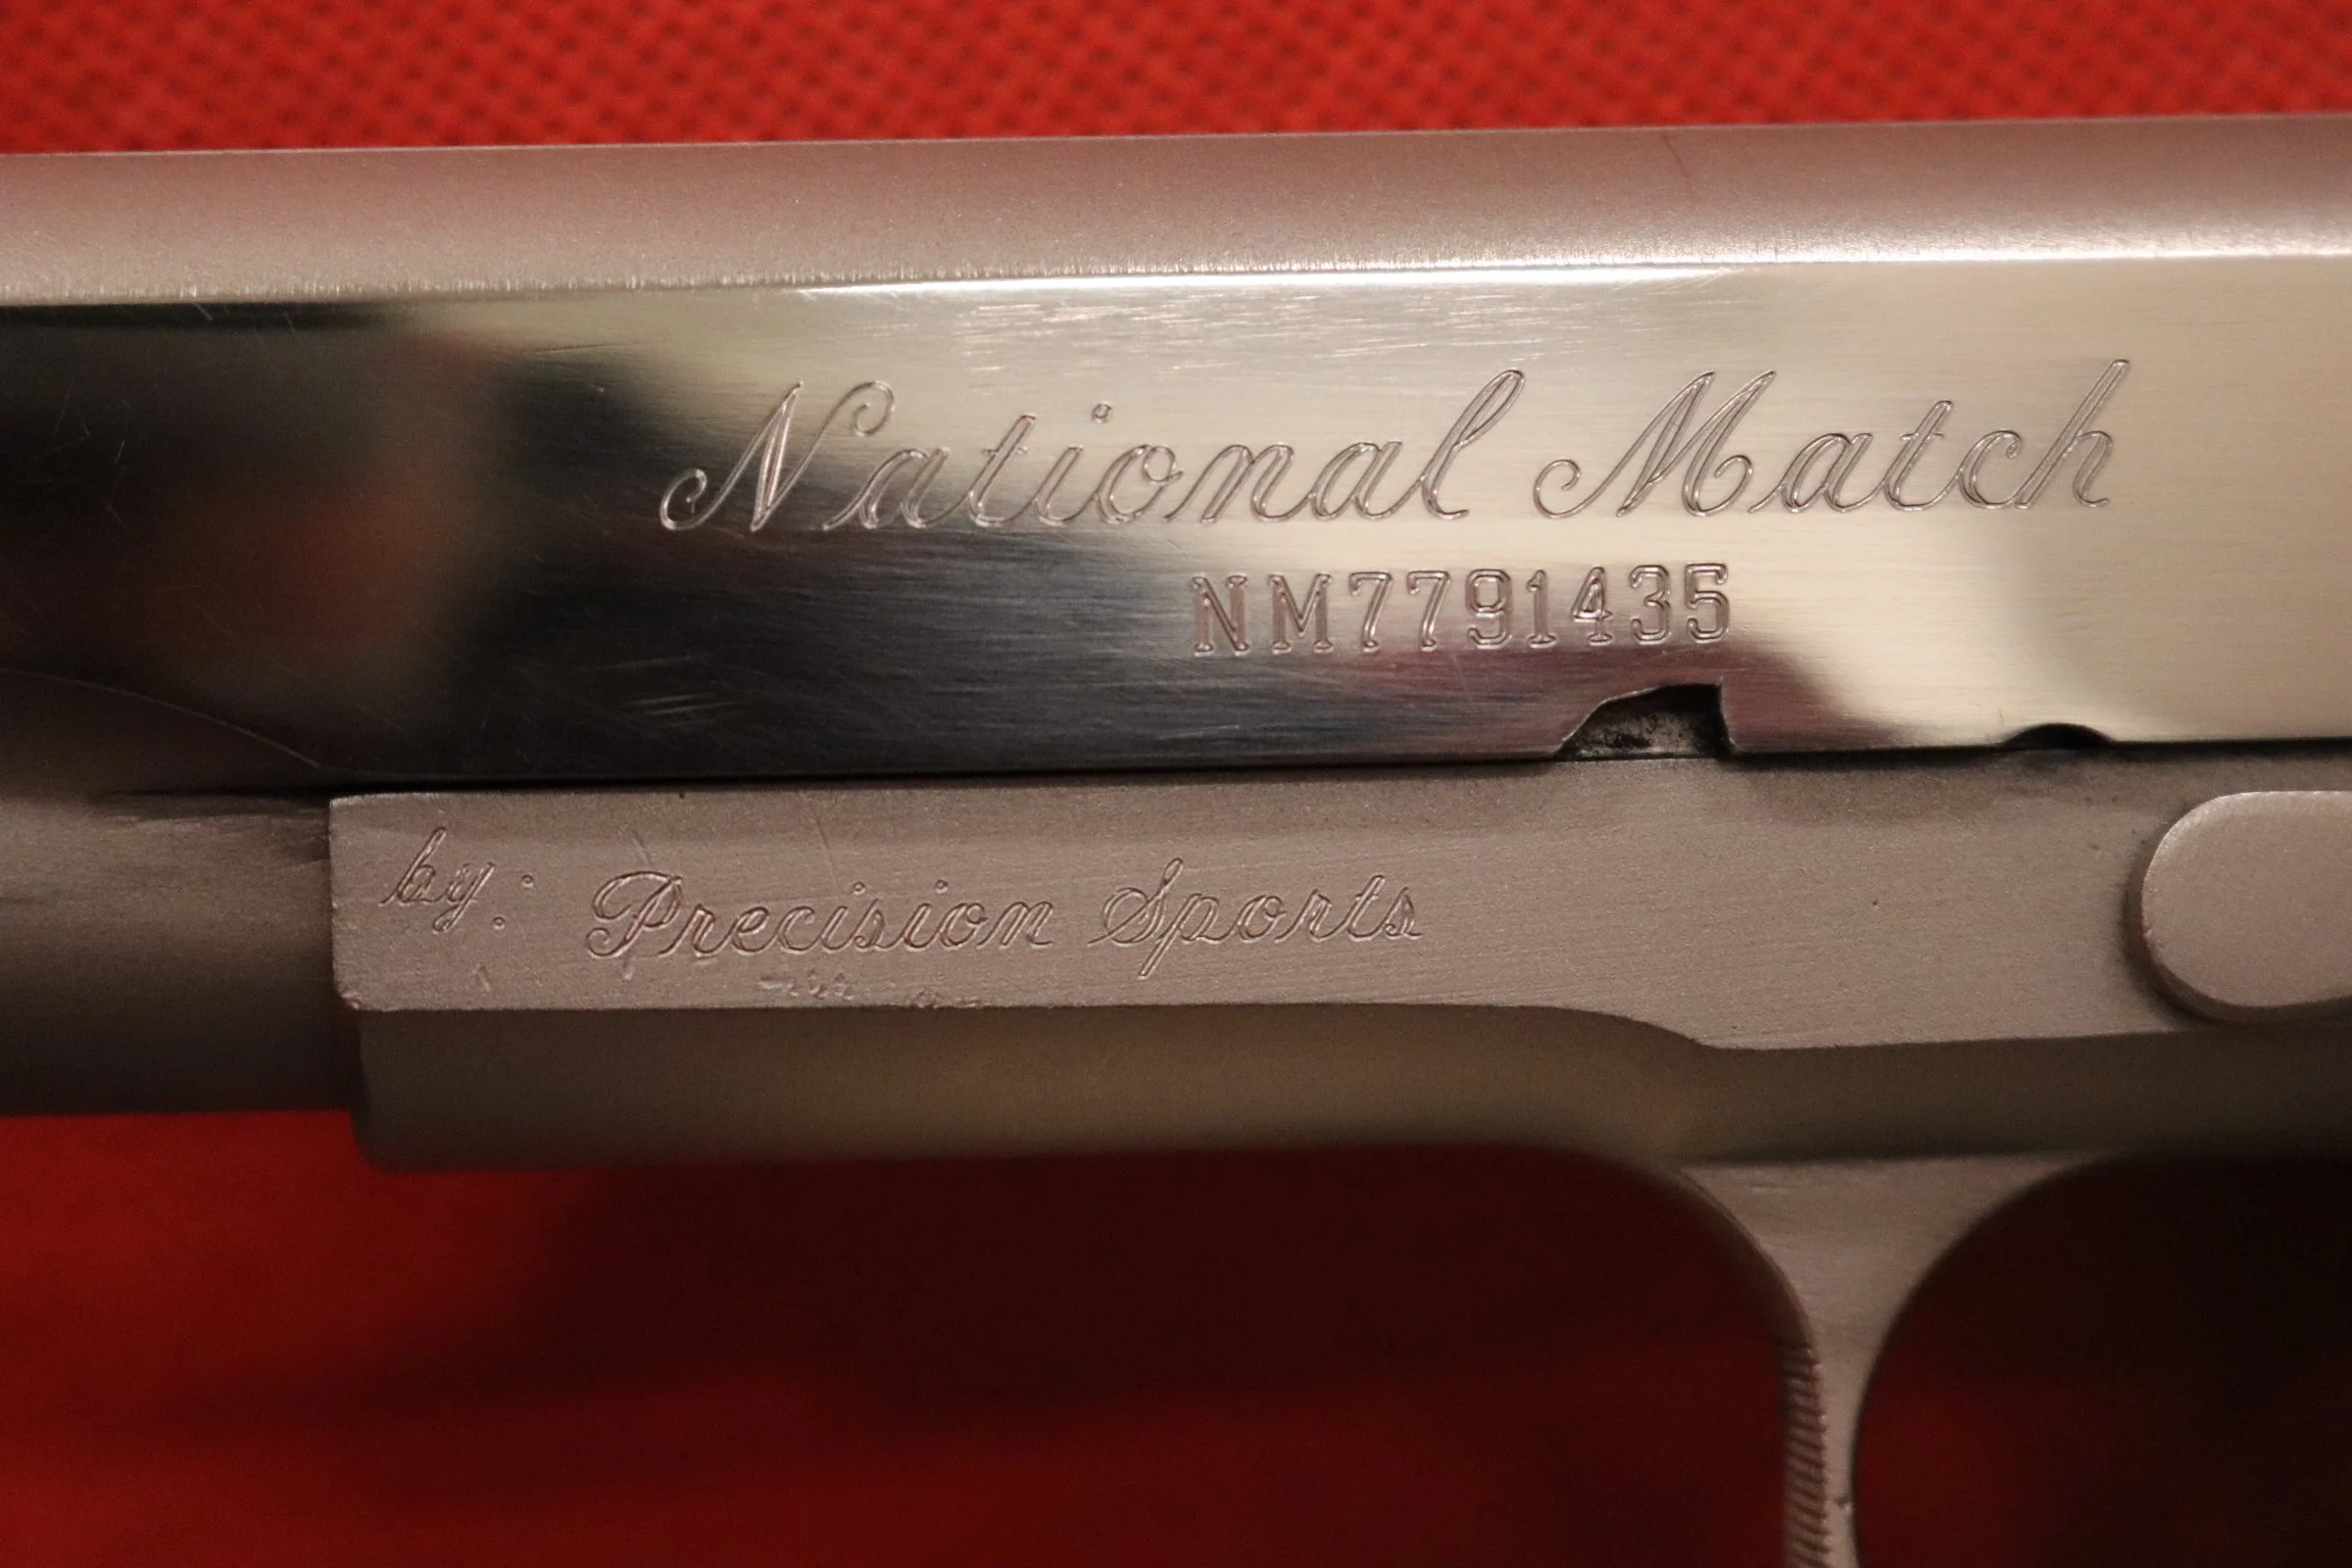 National Match
NM7791435
by: Precision Sports